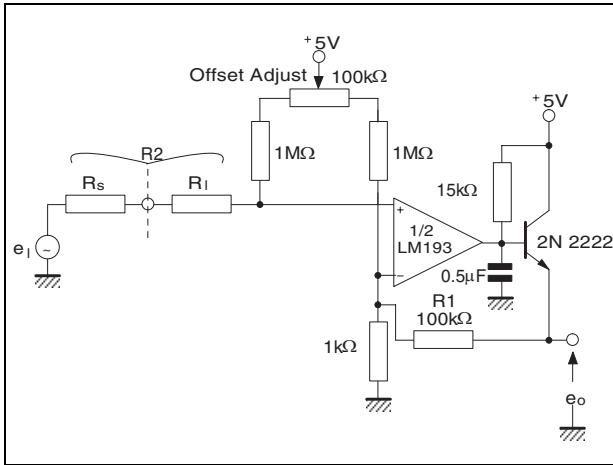 +5V
Offset Adjust 100kΩ
+5V
R2
1MΩ
1MΩ
15kΩ
Rs
Rl
+
1/2
LM193
2N 2222
eI
~
−
0.5µF
R1
100kΩ
1kΩ
eo